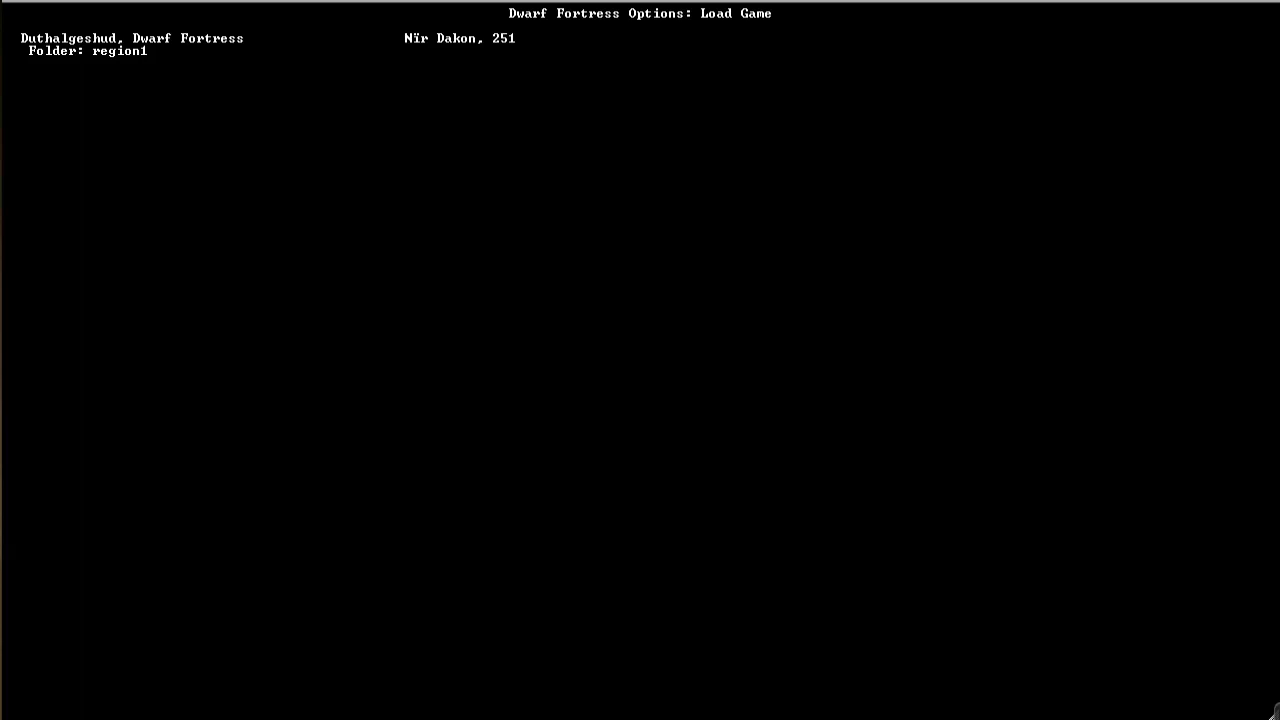 Dwarf Fortress Options: Load Game
Duthalgeshud, Dwarf Fortress Nïr Dakon, 251
Folder: region1